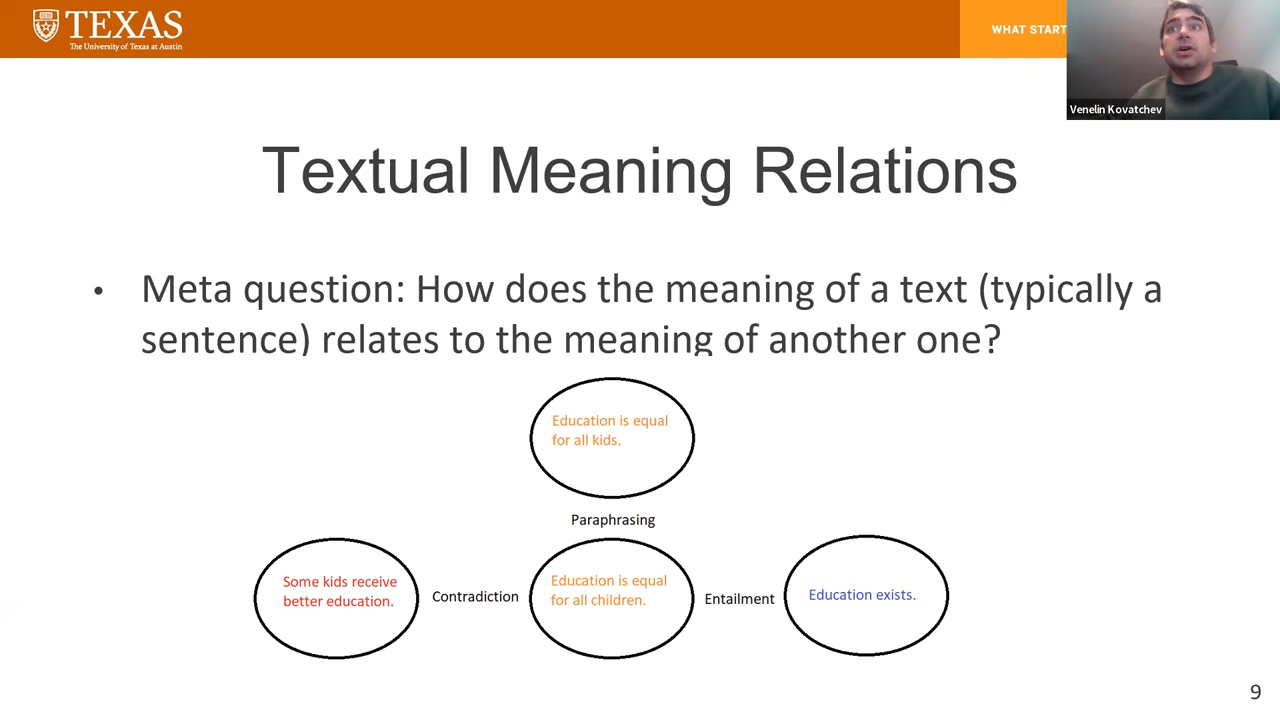 TEXAS
The University of Texas at Austin
WHAT START
Venelin Kovatchev
Textual Meaning Relations
• Meta question: How does the meaning of a text (typically a
sentence) relates to the meaning of another one?
Education is equal
for all kids.
Paraphrasing
Some kids receive
better education.
Contradiction
Education is equal
for all children.
Entailment
Education exists.
9